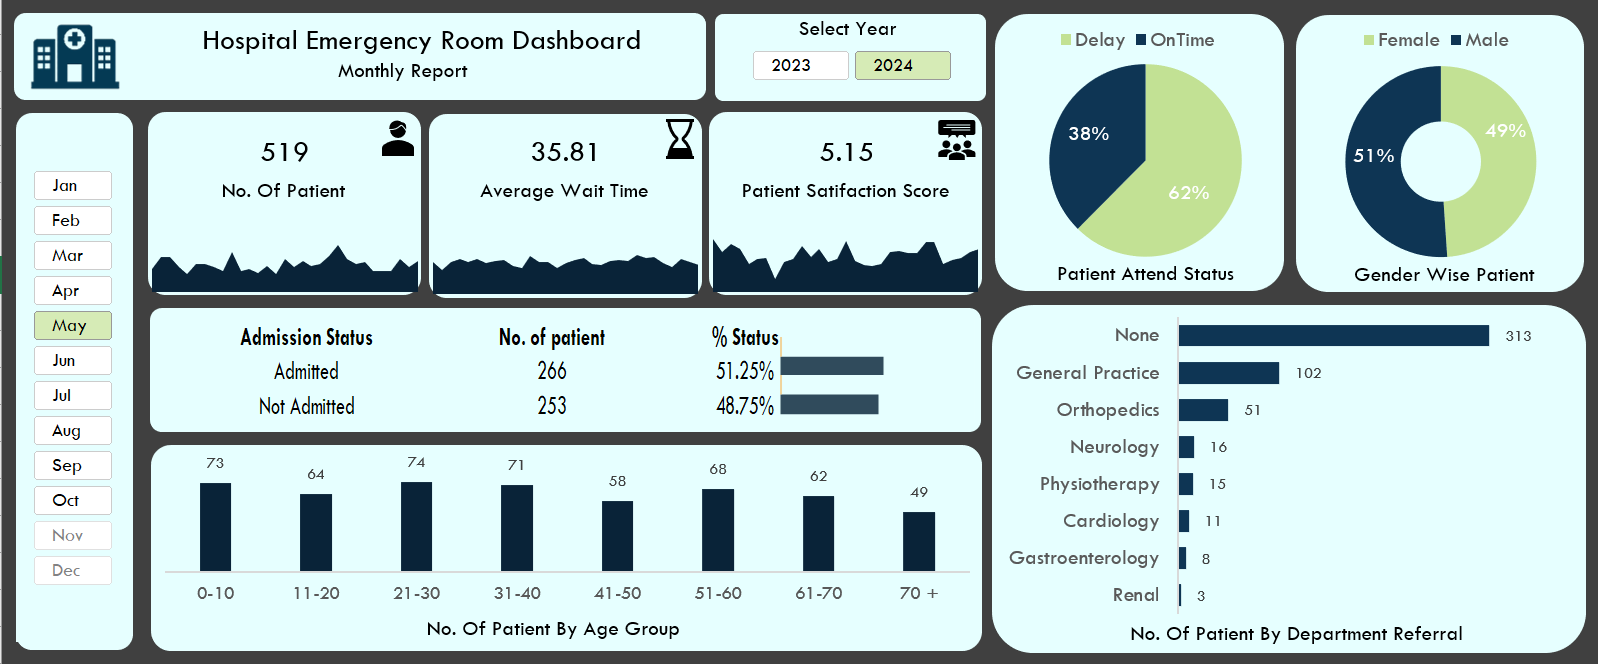 Hospital Emergency Room Dashboard
Monthly Report
Select Year
2023 2024
Jan
Feb
Mar
Apr
May
Jun
Jul
Aug
Sep
Oct
Nov
Dec
519
No. Of Patient
35.81
Average Wait Time
5.15
Patient Satifaction Score
Delay OnTime
38%
62%
Patient Attend Status
Female Male
49%
51%
Gender Wise Patient
Admission Status No. of patient % Status
Admitted 266 51.25%
Not Admitted 253 48.75%
73 64 74 71 58 68 62 49
0-10 11-20 21-30 31-40 41-50 51-60 61-70 70 +
No. Of Patient By Age Group
None 313
General Practice 102
Orthopedics 51
Neurology 16
Physiotherapy 15
Cardiology 11
Gastroenterology 8
Renal 3
No. Of Patient By Department Referral